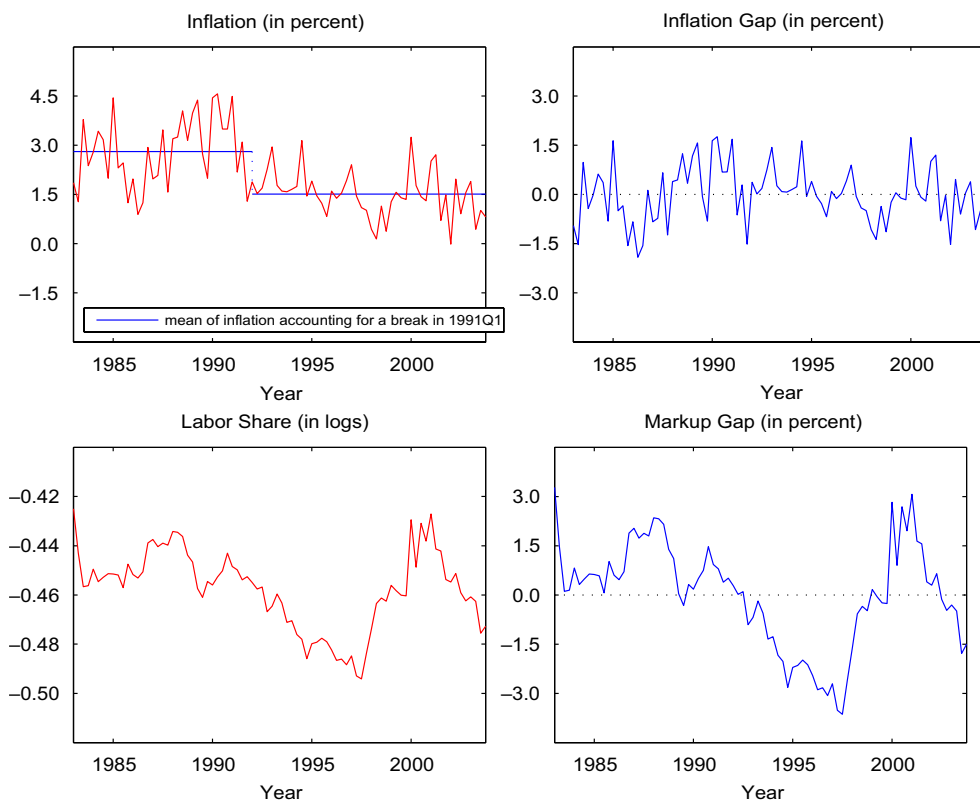 Inflation (in percent)
4.5
3.0
1.5
0.0
−1.5
mean of inflation accounting for a break in 1991Q1
1985 1990 1995 2000
Year
Inflation Gap (in percent)
3.0
1.5
0.0
−1.5
−3.0
1985 1990 1995 2000
Year
Labor Share (in logs)
−0.42
−0.44
−0.46
−0.48
−0.50
1985 1990 1995 2000
Year
Markup Gap (in percent)
3.0
1.5
0.0
−1.5
−3.0
1985 1990 1995 2000
Year